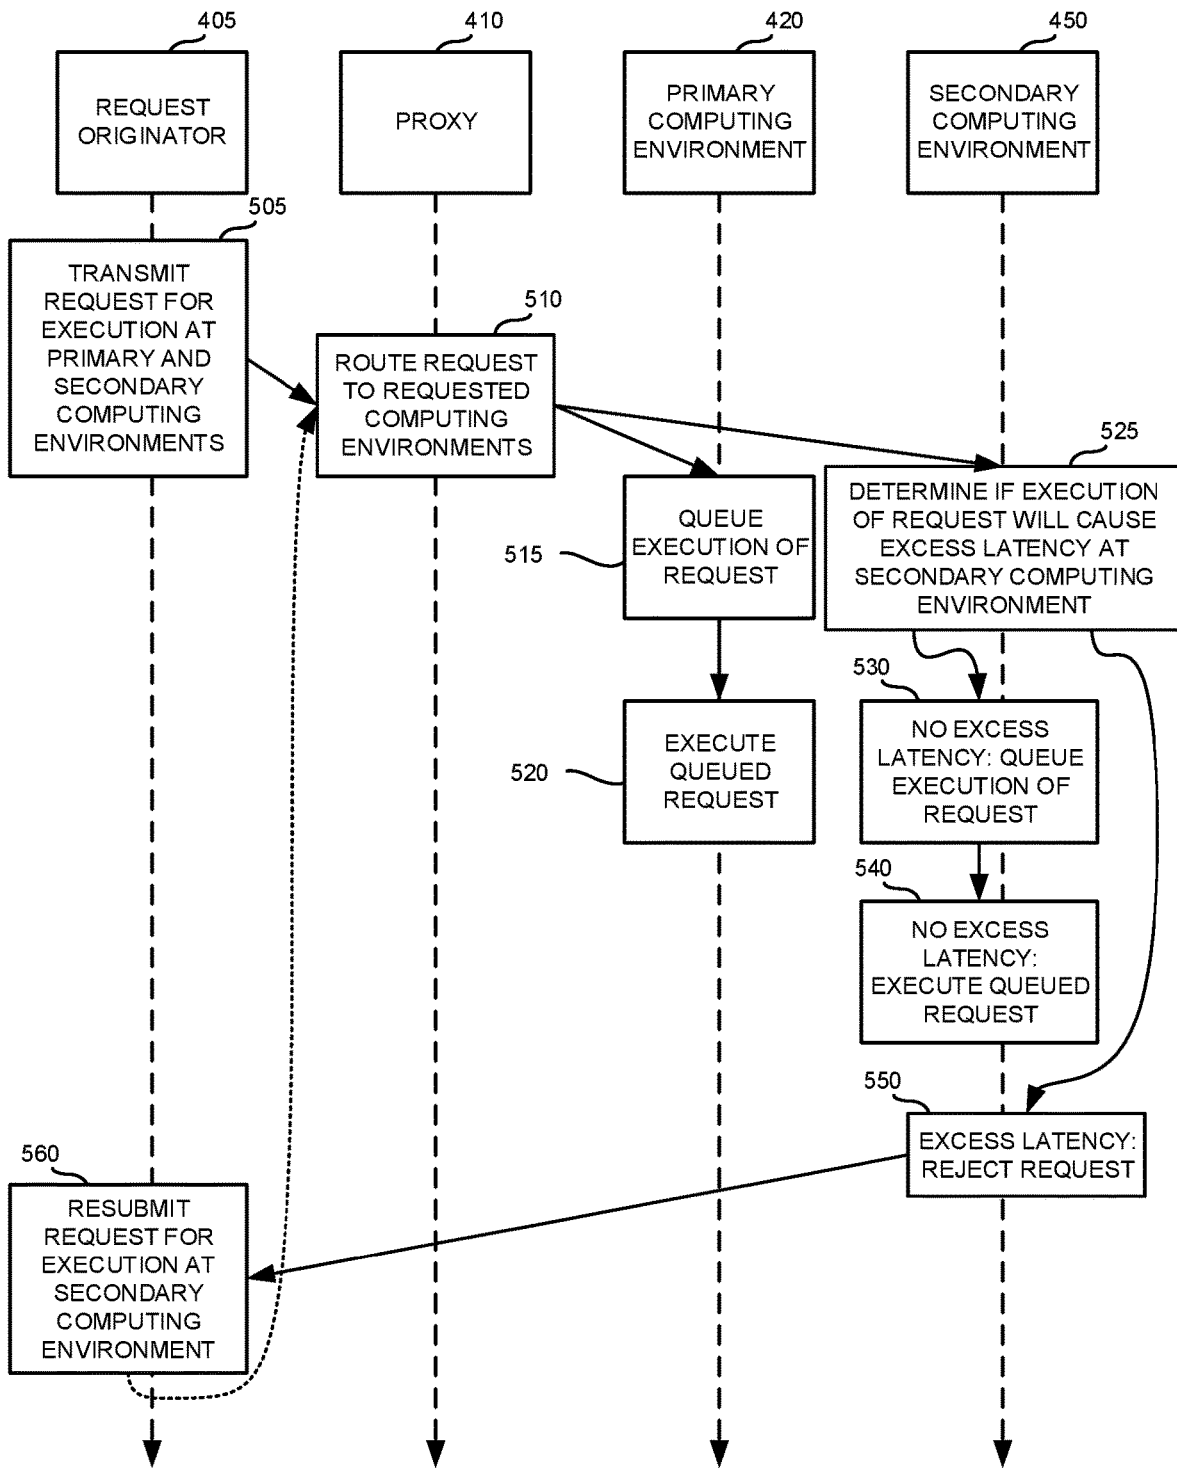 405
410
420
450
REQUEST
ORIGINATOR
PROXY
PRIMARY
COMPUTING
ENVIRONMENT
SECONDARY
COMPUTING
ENVIRONMENT
505
TRANSMIT
REQUEST FOR
EXECUTION AT
PRIMARY AND
SECONDARY
COMPUTING
ENVIRONMENTS
510
ROUTE REQUEST
TO REQUESTED
COMPUTING
ENVIRONMENTS
515
QUEUE
EXECUTION OF
REQUEST
525
DETERMINE IF EXECUTION
OF REQUEST WILL CAUSE
EXCESS LATENCY AT
SECONDARY COMPUTING
ENVIRONMENT
520
EXECUTE
QUEUED
REQUEST
530
NO EXCESS
LATENCY: QUEUE
EXECUTION OF
REQUEST
540
NO EXCESS
LATENCY:
EXECUTE QUEUED
REQUEST
550
EXCESS LATENCY:
REJECT REQUEST
560
RESUBMIT
REQUEST FOR
EXECUTION AT
SECONDARY
COMPUTING
ENVIRONMENT